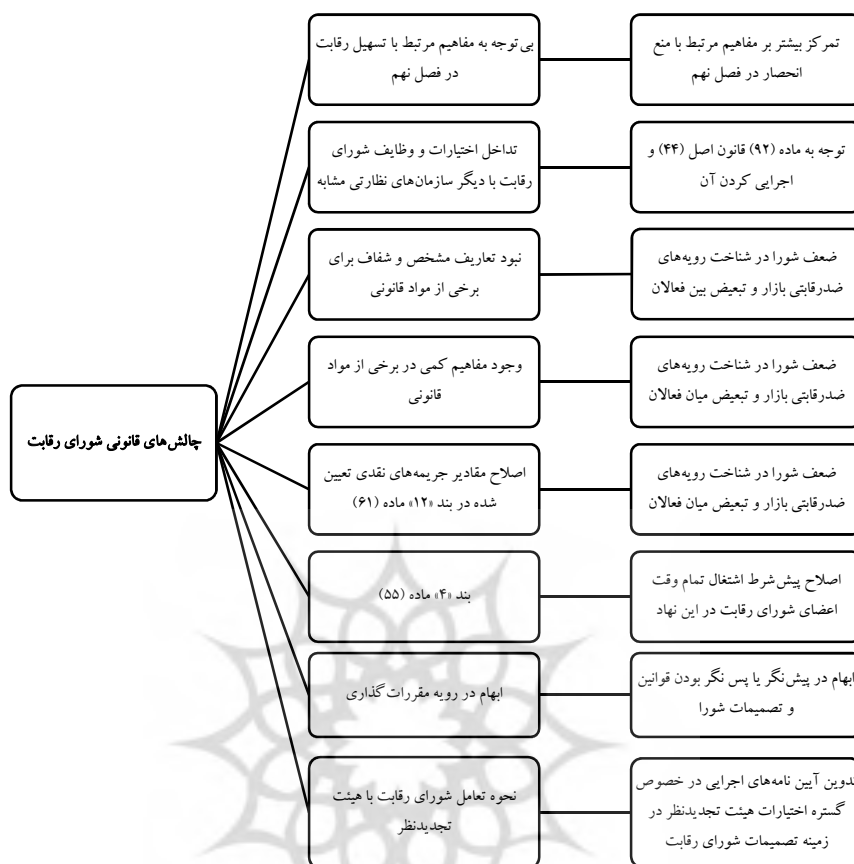 بی‌توجه به مفاهیم مرتبط با تسهیل رقابت
در فصل نهم
تمرکز بیشتر بر مفاهیم مرتبط با منع
انحصار در فصل نهم
تداخل اختیارات و وظایف شورای
رقابت با دیگر سازمان‌های نظارتی مشابه
توجه به ماده (۹۲) قانون اصل (۴۴) و
اجرایی کردن آن
نبود تعاریف مشخص و شفاف برای
برخی از مواد قانونی
ضعف شورا در شناخت رویه‌های
ضدرقابتی بازار و تبعیض بین فعالان
وجود مفاهیم کمی در برخی از مواد
قانونی
ضعف شورا در شناخت رویه‌های
ضدرقابتی بازار و تبعیض میان فعالان
چالش‌های قانونی شورای رقابت
اصلاح مقادیر جریمه‌های نقدی تعیین
شده در بند «۱۲» ماده (۶۱)
ضعف شورا در شناخت رویه‌های
ضدرقابتی بازار و تبعیض میان فعالان
بند «۴» ماده (۵۵)
اصلاح پیش‌شرط اشتغال تمام وقت
اعضای شورای رقابت در این نهاد
ابهام در رویه مقررات گذاری
ابهام در پیش‌نگر یا پس نگر بودن قوانین
و تصمیمات شورا
نحوه تعامل شورای رقابت با هیئت
تجدیدنظر
تدوین آیین نامه‌های اجرایی در خصوص
گستره اختیارات هیئت تجدیدنظر در
زمینه تصمیمات شورای رقابت